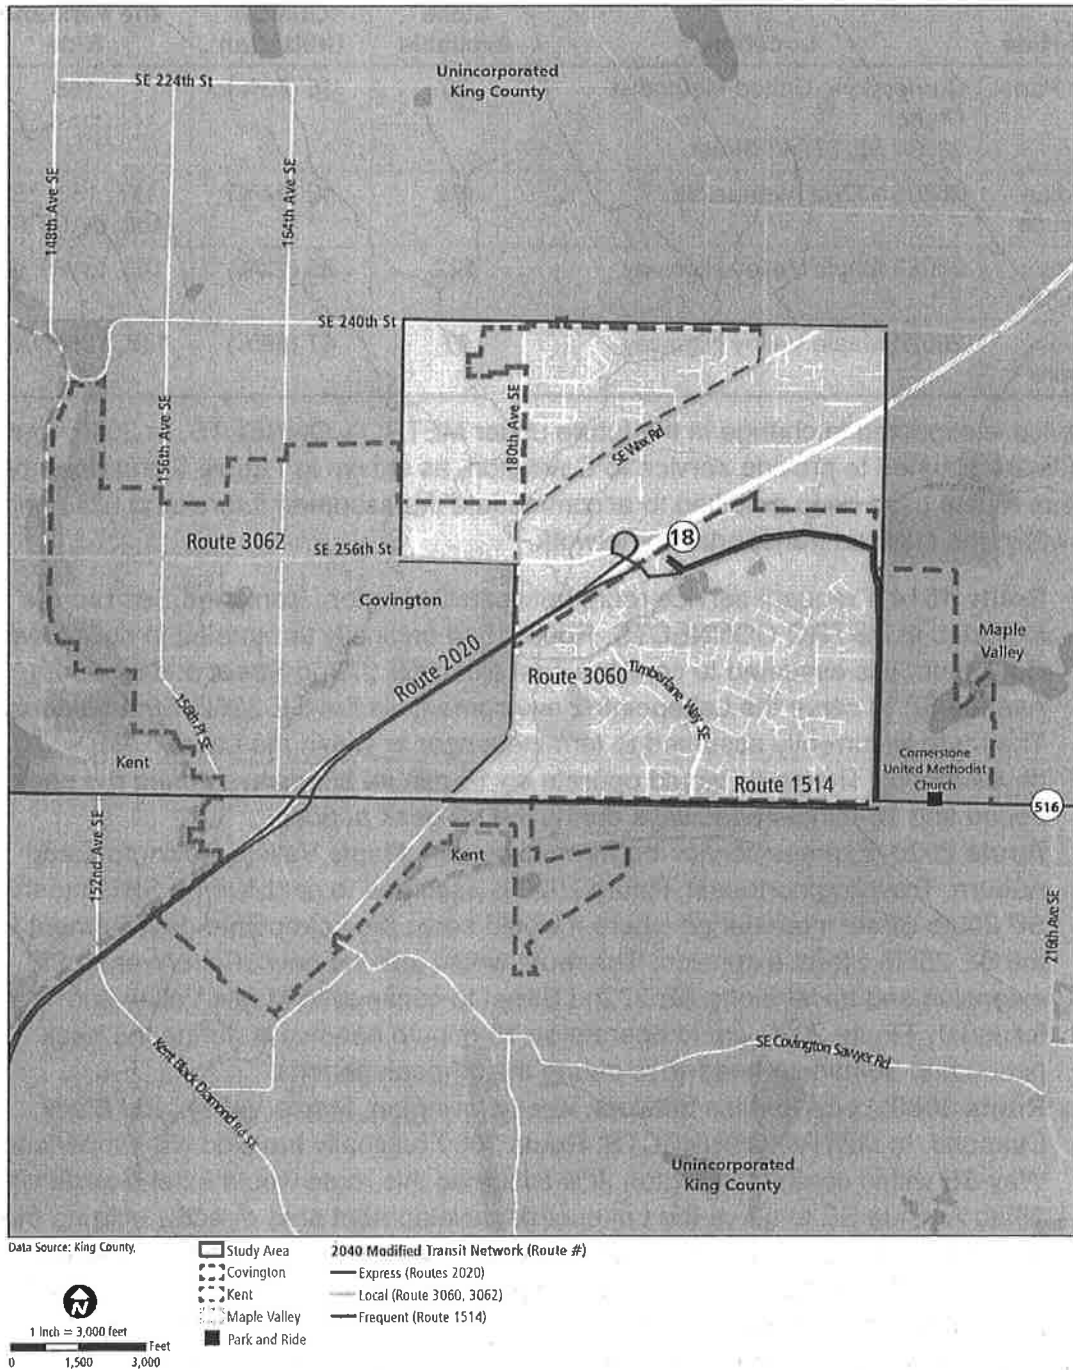 SE 224th St
Unincorporated
King County
148th Ave SE
164th Ave SE
SE 240th St
156th Ave SE
180th Ave SE
SE Wax Rd
Route 3062
SE 256th St
18
Covington
Route 2020
Route 3060
Timberlane Way SE
Maple
Valley
156th Pl SE
Kent
Cornerstone
United Methodist
Church
Route 1514
516
152nd Ave SE
Kent
216th Ave SE
Kent Black Diamond Rd SE
SE Covington Sawyer Rd
Unincorporated
King County
Data Source: King County,
N
1 Inch = 3,000 feet
Feet
0 1,500 3,000
Study Area
Covington
Kent
Maple Valley
Park and Ride
2040 Modified Transit Network (Route #)
Express (Routes 2020)
Local (Route 3060, 3062)
Frequent (Route 1514)